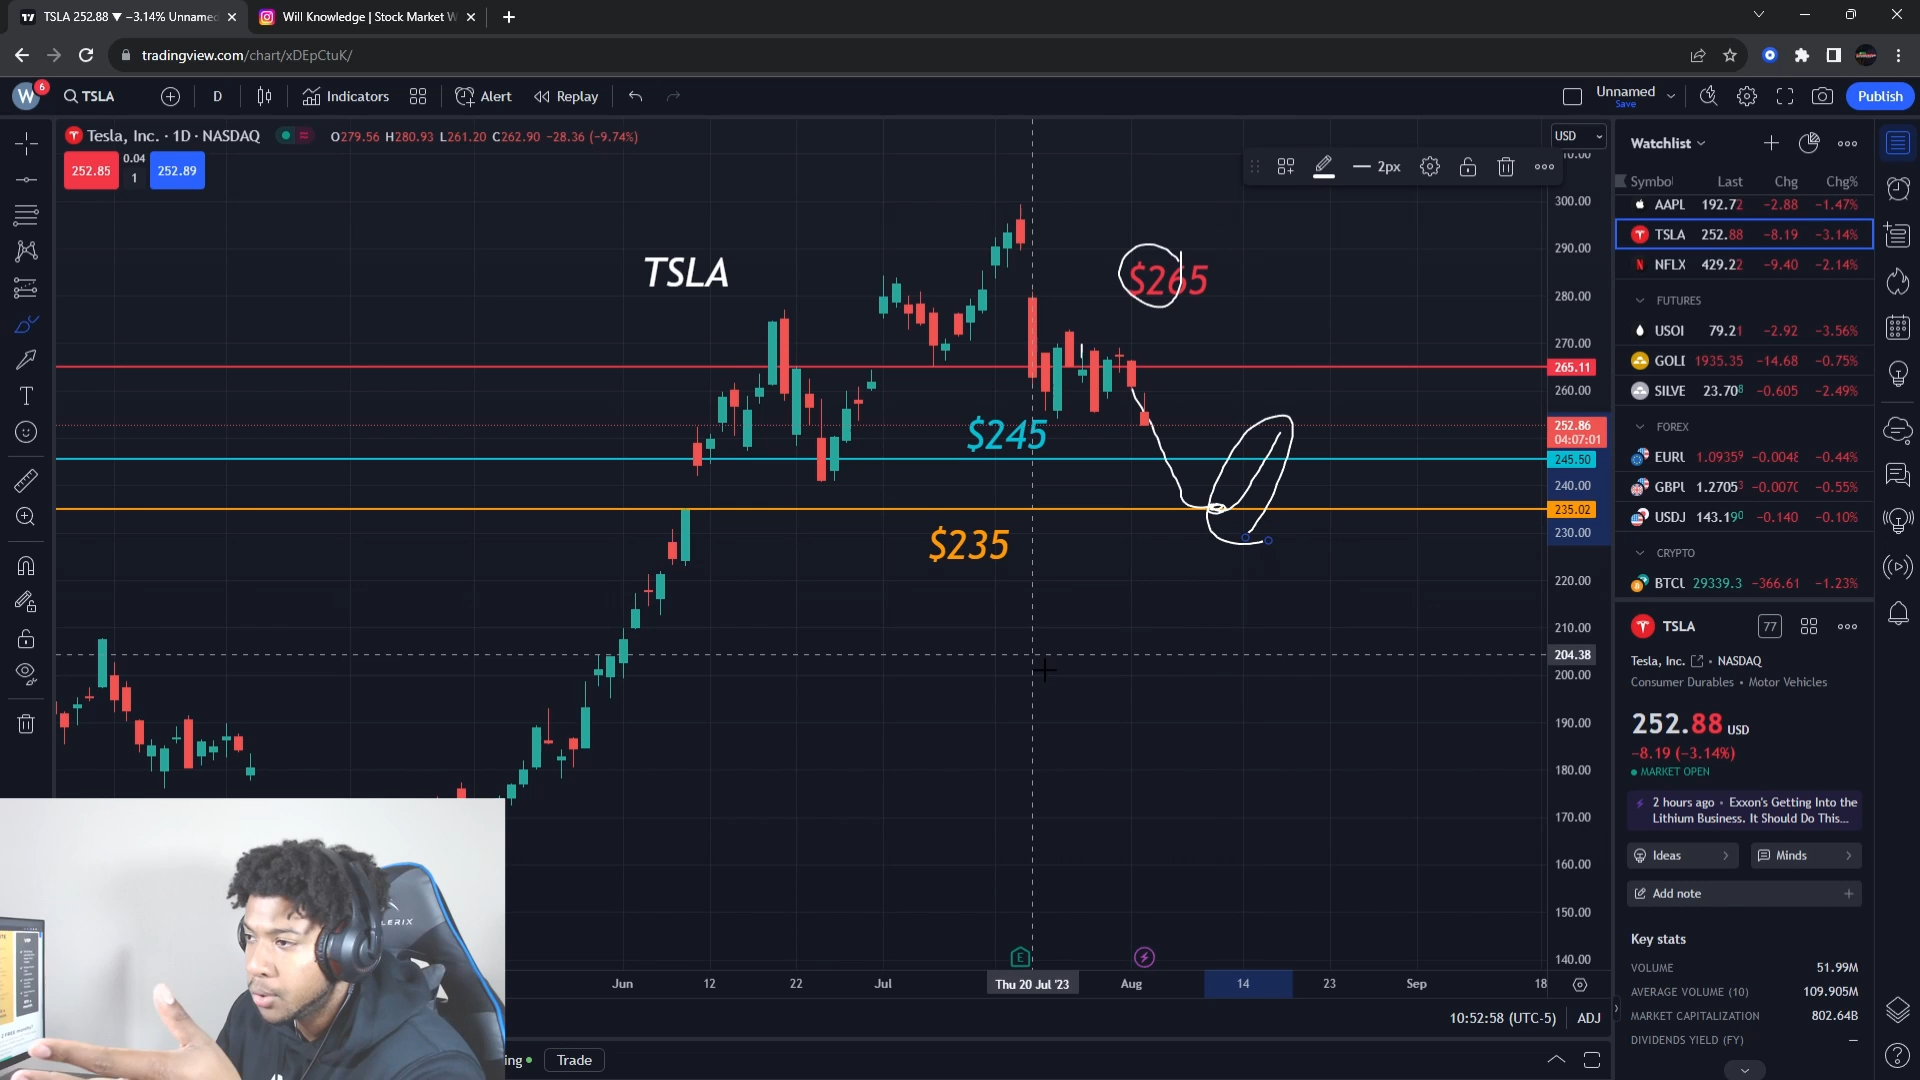 TSLA 252.88 ▼ −3.14% Unnamed
Will Knowledge | Stock Market W
tradingview.com/chart/xDEpCtuK/
W 6 TSLA D Indicators Alert Replay Unnamed Save Publish
Tesla, Inc. · 1D · NASDAQ O279.56 H280.93 L261.20 C262.90 −28.36 (−9.74%)
252.85 0.04 1 252.89
USD
2px
TSLA
$265
$245
$235
300.00
290.00
280.00
270.00
265.11
260.00
252.86
04:07:01
245.50
240.00
235.02
230.00
220.00
210.00
204.38
200.00
190.00
180.00
170.00
160.00
150.00
140.00
E
Jun 12 22 Jul Thu 20 Jul '23 Aug 14 23 Sep 18
10:52:58 (UTC-5) ADJ
Trade
Watchlist
Symbol Last Chg Chg%
AAPL 192.72 −2.88 −1.47%
TSLA 252.88 −8.19 −3.14%
NFLX 429.22 −9.40 −2.14%
FUTURES
USOI 79.21 −2.92 −3.56%
GOLI 1935.35 −14.68 −0.75%
SILVE 23.708 −0.605 −2.49%
FOREX
EURU 1.09359 −0.0048 −0.44%
GBPU 1.27053 −0.0070 −0.55%
USDJ 143.190 −0.140 −0.10%
CRYPTO
BTCU 29339.3 −366.61 −1.23%
TSLA 77
Tesla, Inc. • NASDAQ
Consumer Durables • Motor Vehicles
252.88 USD
−8.19 (−3.14%)
MARKET OPEN
2 hours ago • Exxon's Getting Into the
Lithium Business. It Should Do This...
Ideas Minds
Add note
Key stats
VOLUME 51.99M
AVERAGE VOLUME (10) 109.905M
MARKET CAPITALIZATION 802.64B
DIVIDENDS YIELD (FY) —